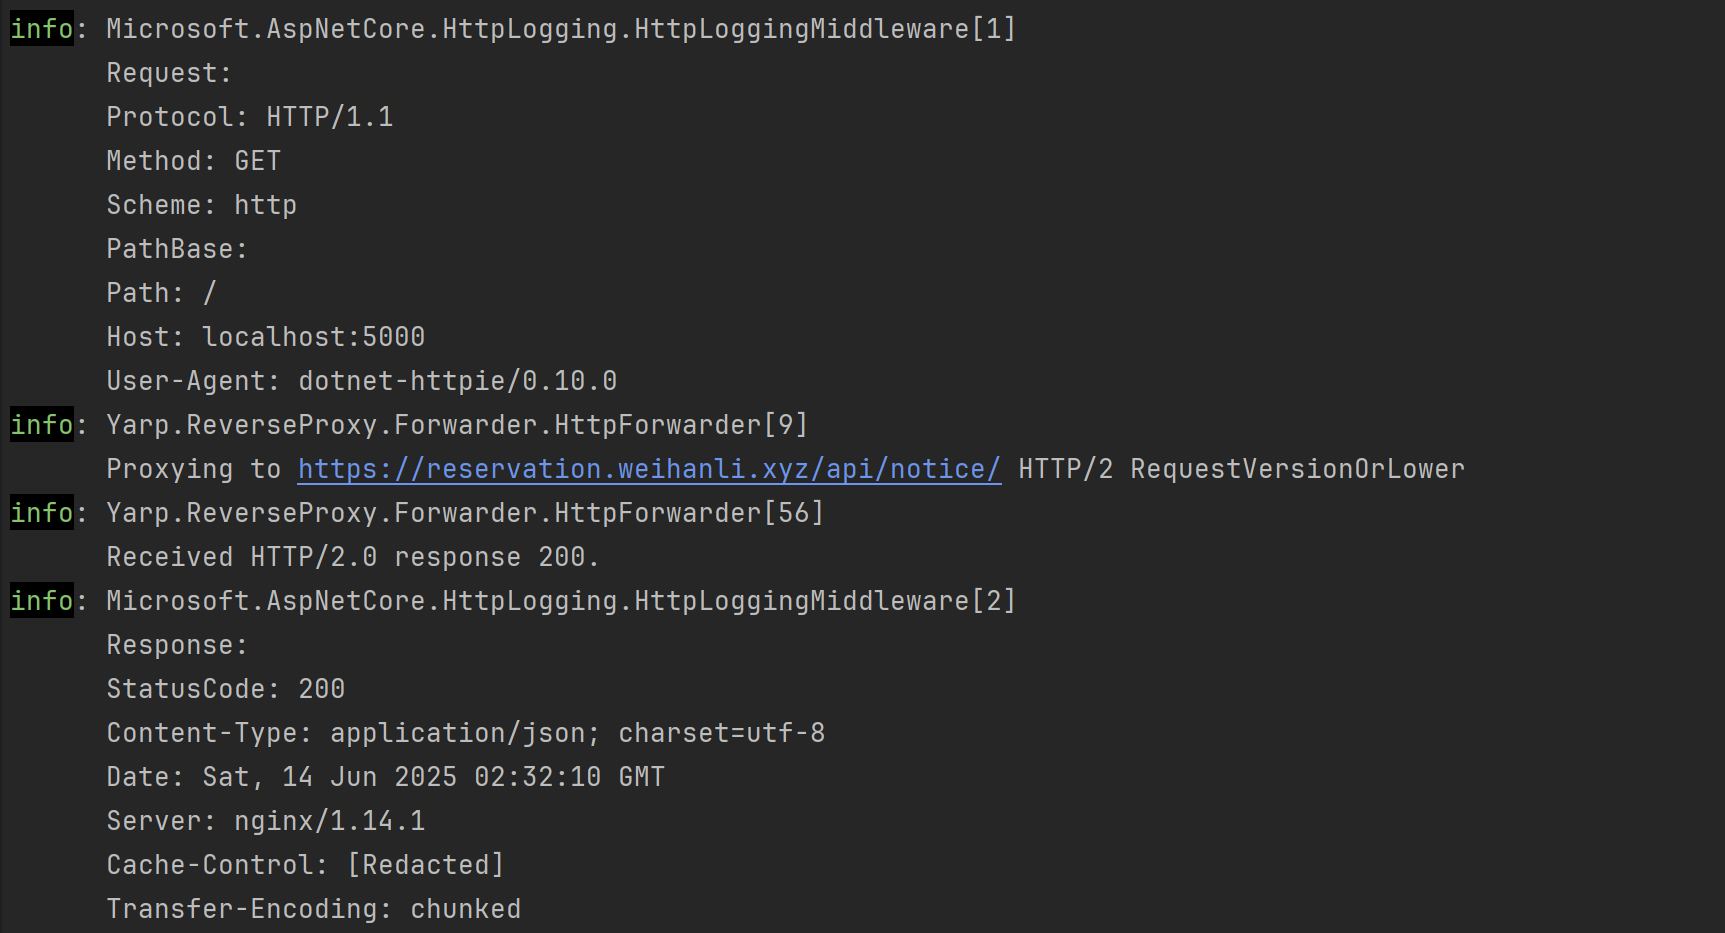 info: Microsoft.AspNetCore.HttpLogging.HttpLoggingMiddleware[1]
Request:
Protocol: HTTP/1.1
Method: GET
Scheme: http
PathBase:
Path: /
Host: localhost:5000
User-Agent: dotnet-httpie/0.10.0
info: Yarp.ReverseProxy.Forwarder.HttpForwarder[9]
Proxying to https://reservation.weihanli.xyz/api/notice/ HTTP/2 RequestVersionOrLower
info: Yarp.ReverseProxy.Forwarder.HttpForwarder[56]
Received HTTP/2.0 response 200.
info: Microsoft.AspNetCore.HttpLogging.HttpLoggingMiddleware[2]
Response:
StatusCode: 200
Content-Type: application/json; charset=utf-8
Date: Sat, 14 Jun 2025 02:32:10 GMT
Server: nginx/1.14.1
Cache-Control: [Redacted]
Transfer-Encoding: chunked